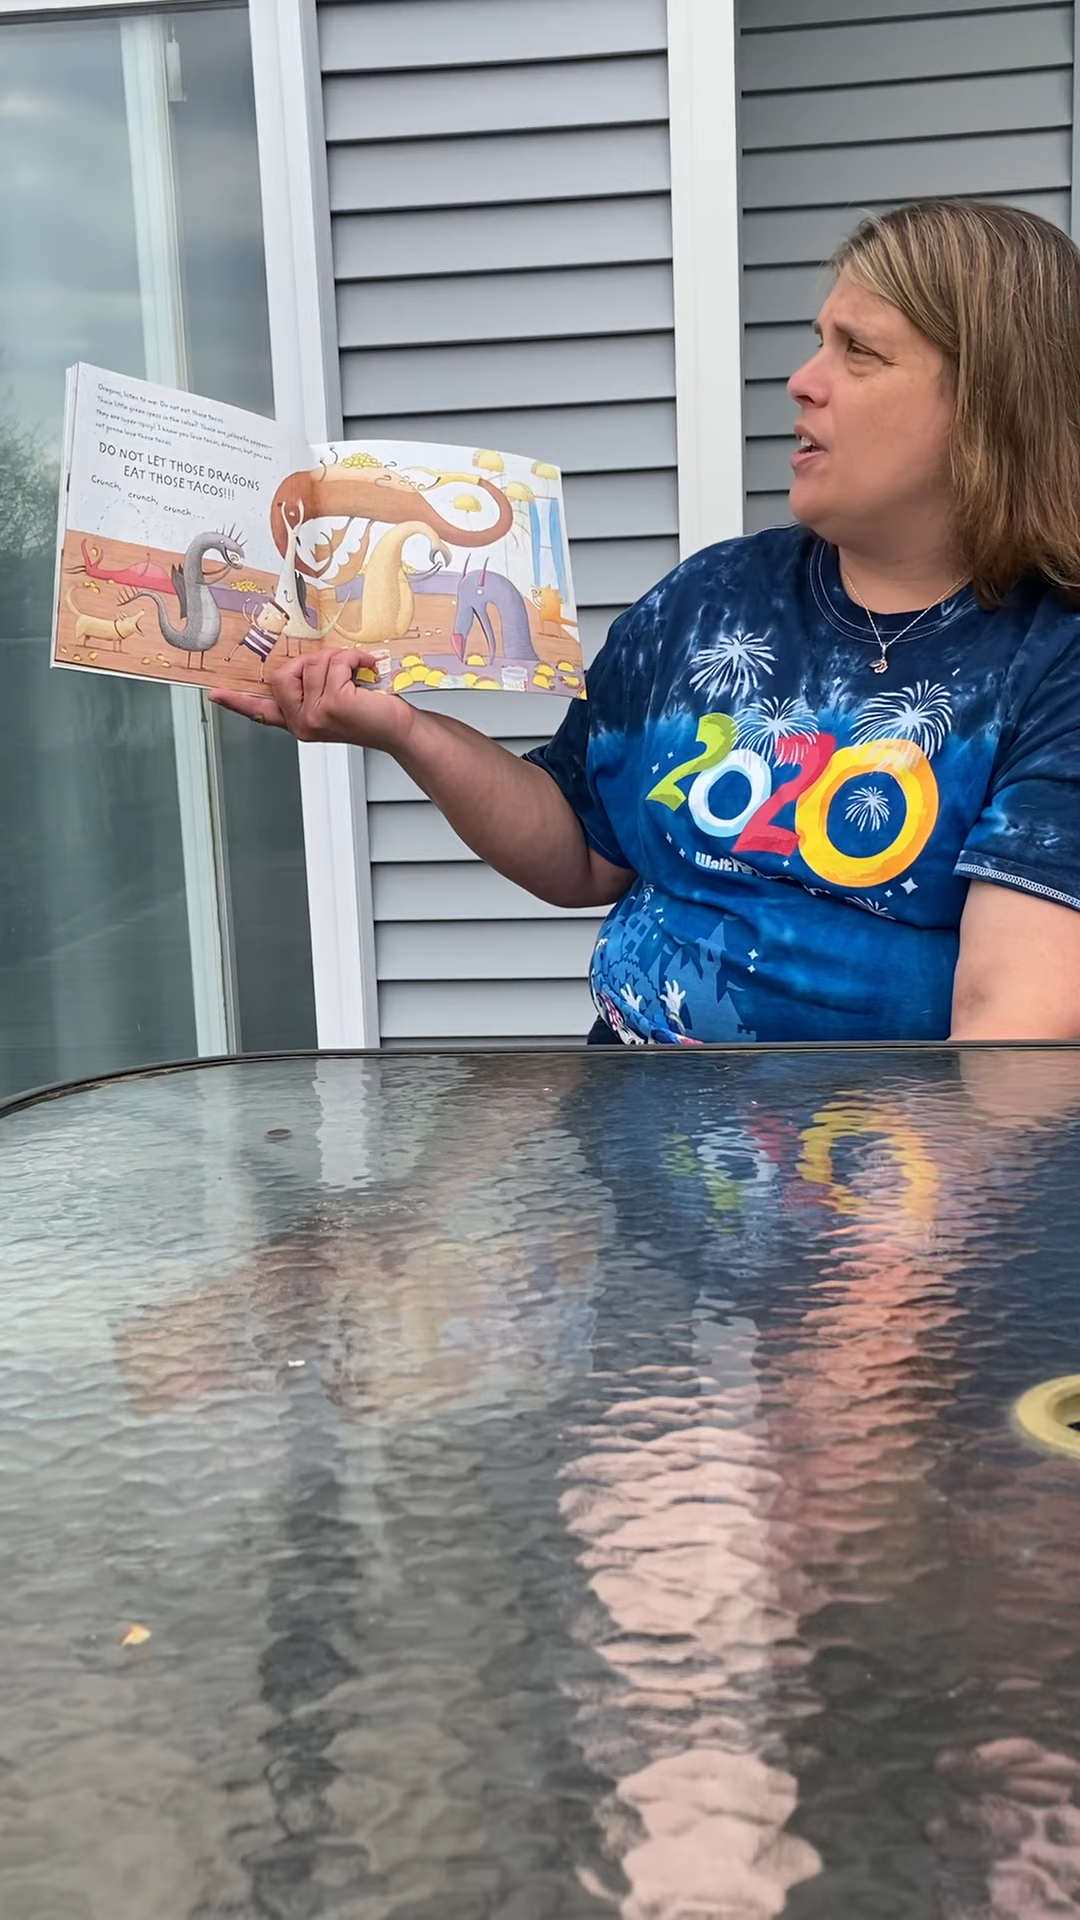 Dragons, listen to me. Do not eat those tacos.
Those little green specs in the salsa? Those are jalapeño peppers—
they are super-spicy! I know you love tacos, dragons, but you are
not gonna love those tacos.
DO NOT LET THOSE DRAGONS
EAT THOSE TACOS!!!
Crunch, crunch, crunch...
2020
Walt